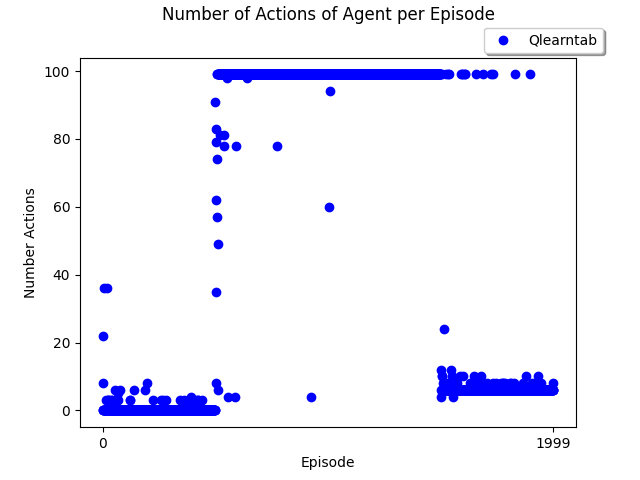 Number of Actions of Agent per Episode
Qlearntab
100
80
60
40
20
0
Number Actions
0
1999
Episode